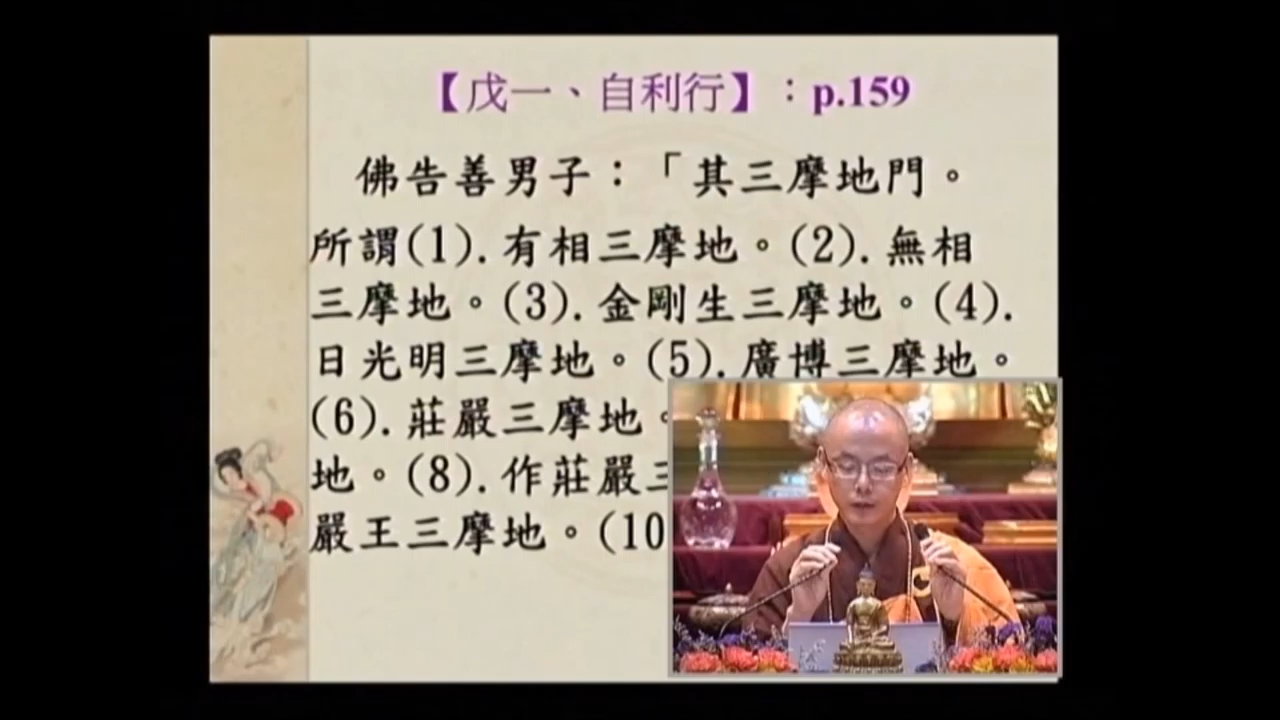 【戊一、自利行】：p.159
佛告善男子：「其三摩地門。
所謂(1).有相三摩地。(2).無相
三摩地。(3).金剛生三摩地。(4).
日光明三摩地。(5).廣博三摩地。
(6).莊嚴三摩地。
地。(8).作莊嚴三
嚴王三摩地。(10